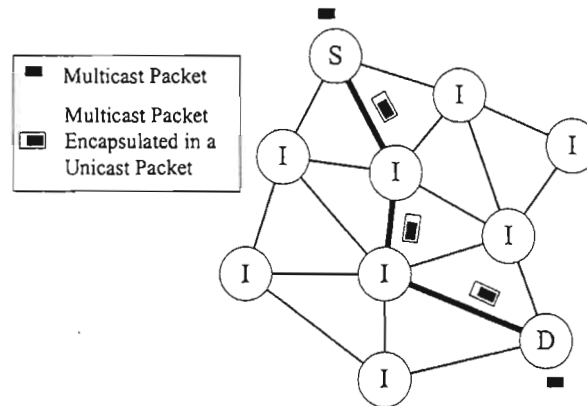 Multicast Packet
Multicast Packet
Encapsulated in a
Unicast Packet
S
I
I
I
I
I
I
I
D
I